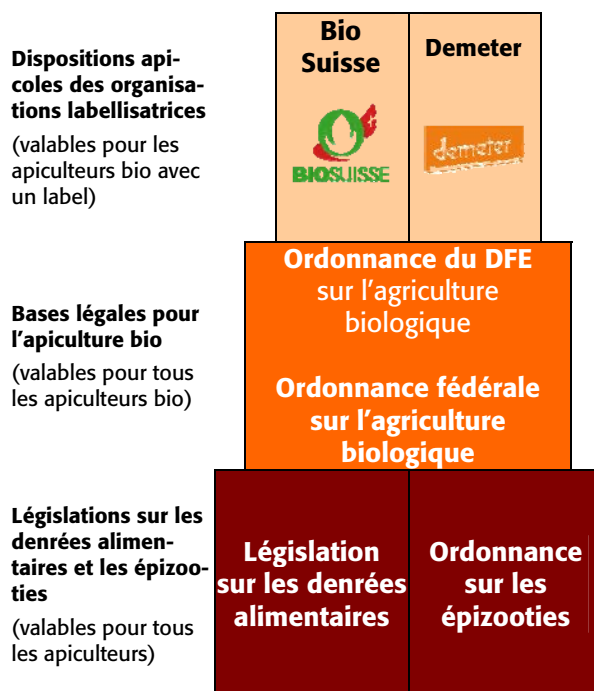 Dispositions api-
coles des organisa-
tions labellisatrices
(valables pour les
apiculteurs bio avec
un label)
Bio
Suisse
BIOSUISSE
Demeter
demeter
Bases légales pour
l'apiculture bio
(valables pour tous
les apiculteurs bio)
Ordonnance du DFE
sur l'agriculture
biologique
Ordonnance fédérale
sur l'agriculture
biologique
Législations sur les
denrées alimen-
taires et les épizoo-
ties
(valables pour tous
les apiculteurs)
Législation
sur les denrées
alimentaires
Ordonnance
sur les
épizooties